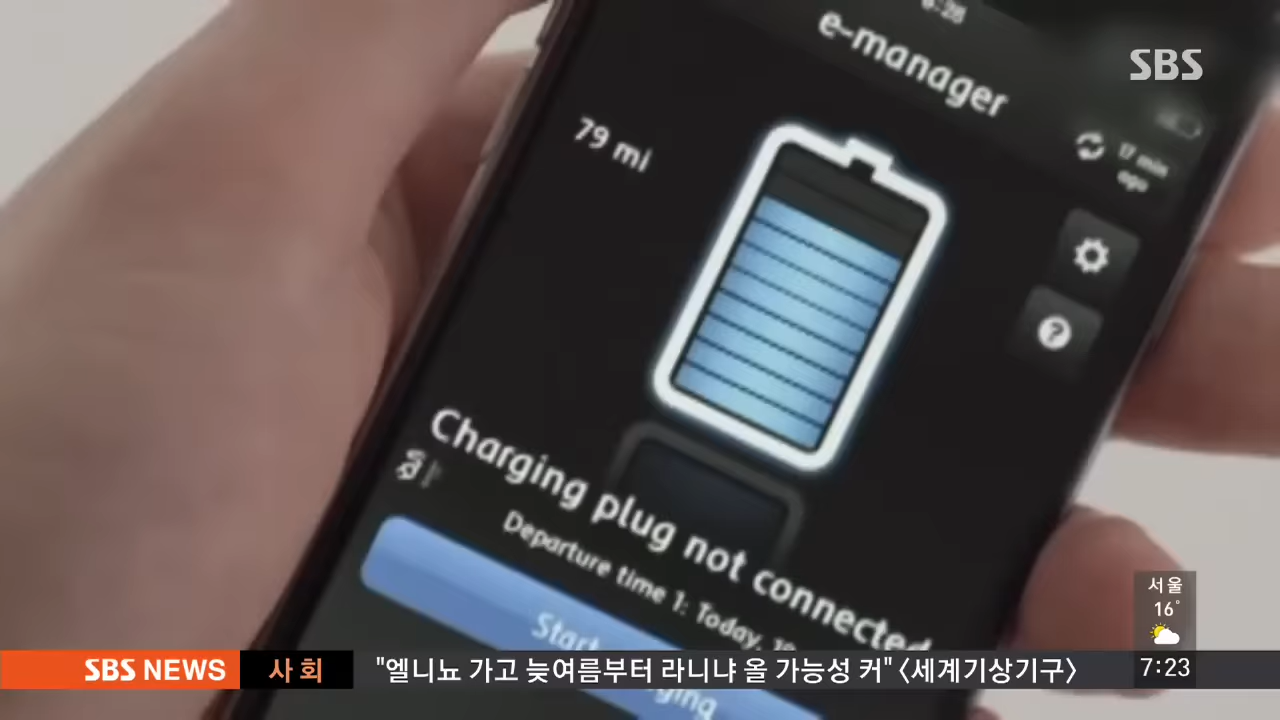 e-manager
SBS
79 mi
17 min
ago
Charging plug not connected
Departure time 1: Today,
Start
서울
16°
SBS NEWS
사회
"엘니뇨 가고 늦여름부터 라니냐 올 가능성 커" 〈세계기상기구〉
7:23